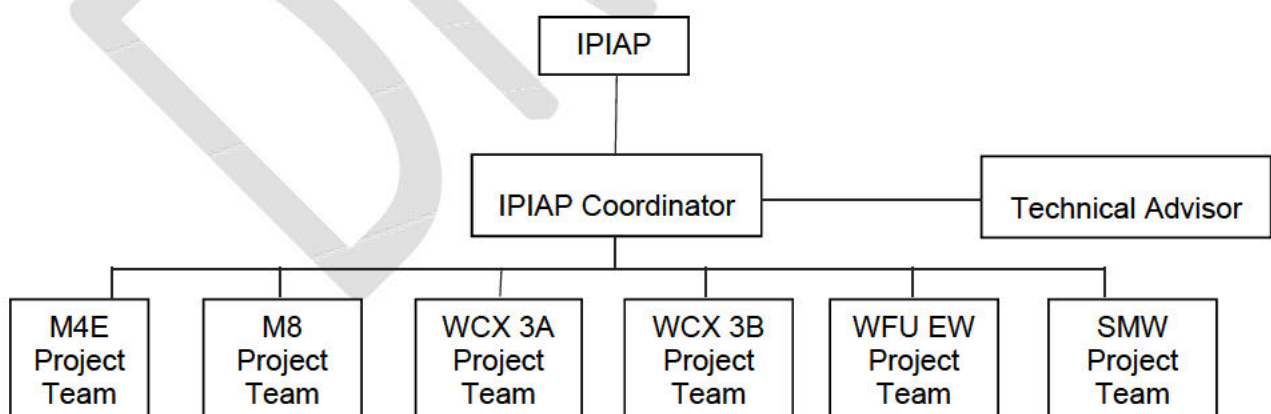 IPIAP
IPIAP Coordinator
Technical Advisor
M4E
Project
Team
M8
Project
Team
WCX 3A
Project
Team
WCX 3B
Project
Team
WFU EW
Project
Team
SMW
Project
Team